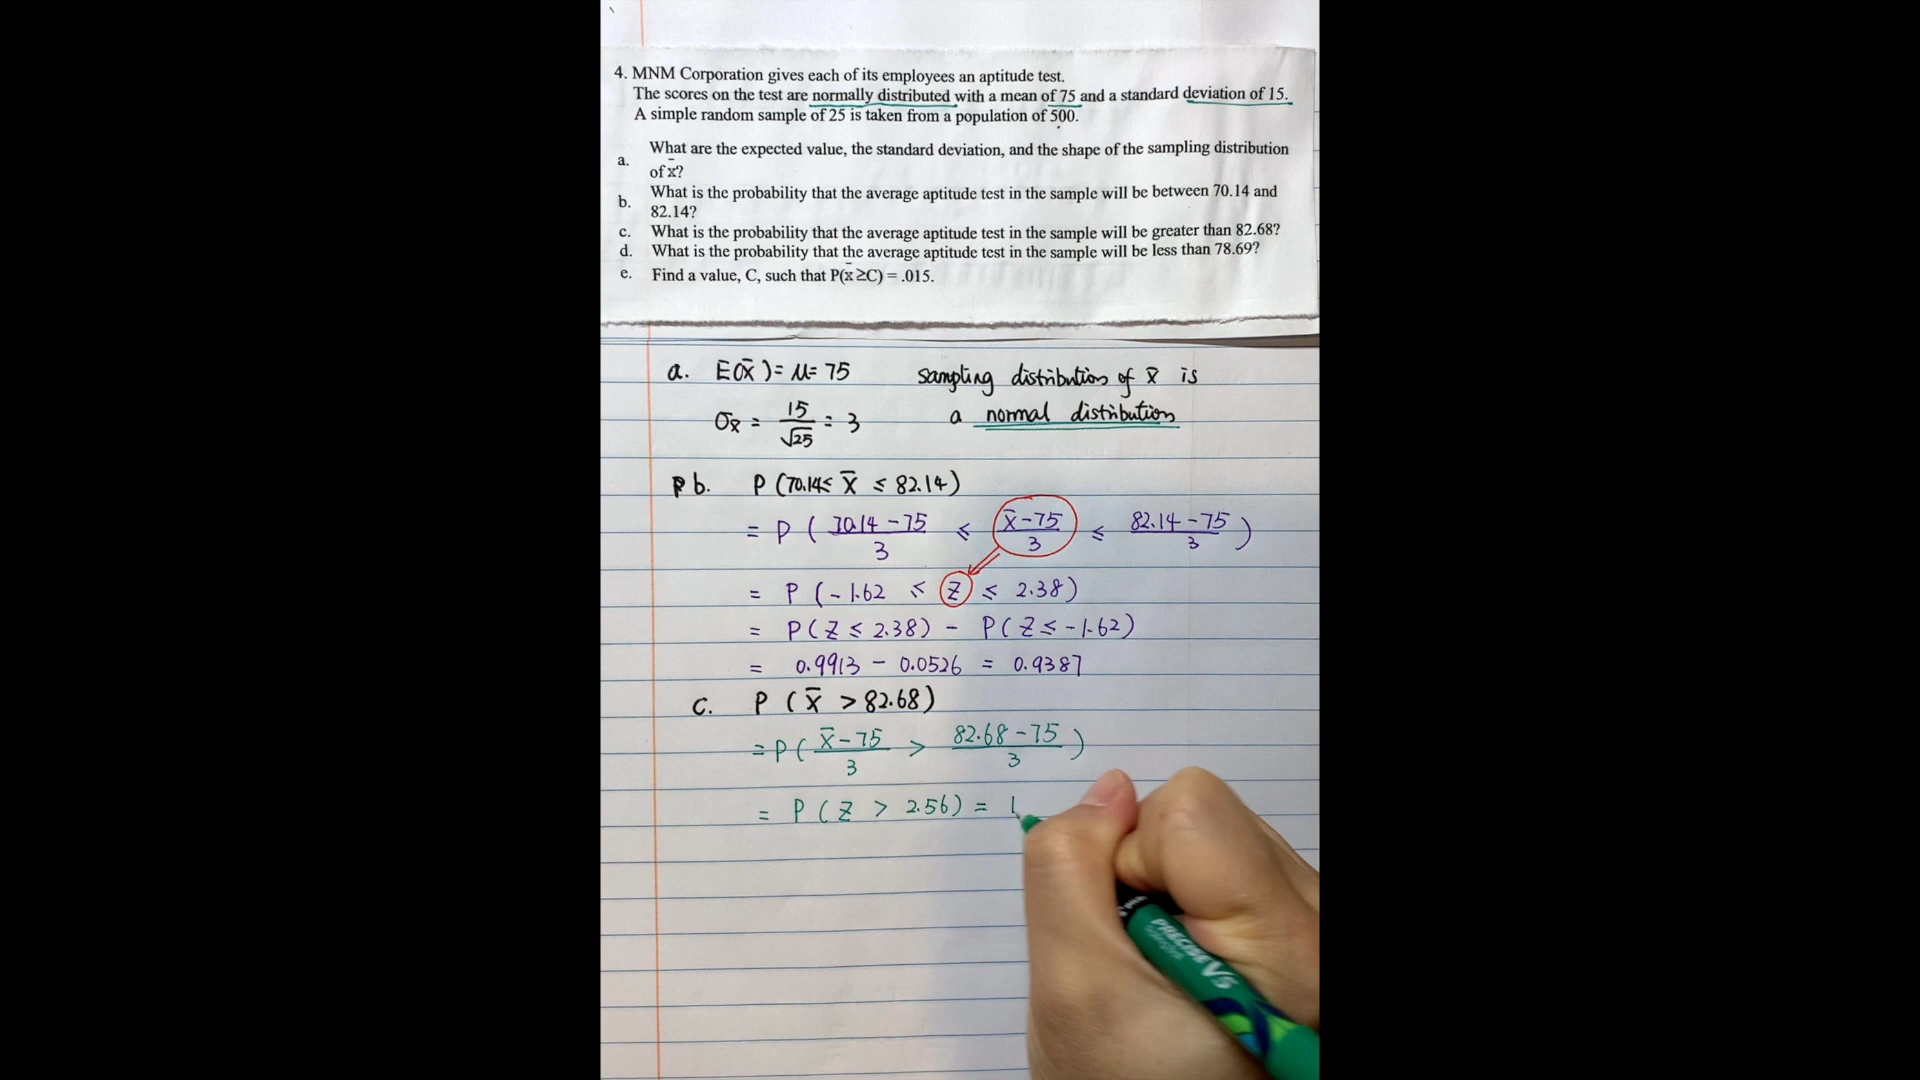 4. MNM Corporation gives each of its employees an aptitude test.
The scores on the test are normally distributed with a mean of 75 and a standard deviation of 15.
A simple random sample of 25 is taken from a population of 500.
a. What are the expected value, the standard deviation, and the shape of the sampling distribution
of x̄?
b. What is the probability that the average aptitude test in the sample will be between 70.14 and
82.14?
c. What is the probability that the average aptitude test in the sample will be greater than 82.68?
d. What is the probability that the average aptitude test in the sample will be less than 78.69?
e. Find a value, C, such that P(x̄ ≥C) = .015.
a. E(x̄) = μ = 75 sampling distribution of x̄ is
σx̄ = 15/√25 = 3 a normal distribution
b. P (70.14 ≤ x̄ ≤ 82.14)
= P ( (70.14 - 75)/3 ≤ (x̄ - 75)/3 ≤ (82.14 - 75)/3 )
= P (-1.62 ≤ Z ≤ 2.38)
= P(Z ≤ 2.38) - P(Z ≤ -1.62)
= 0.9913 - 0.0526 = 0.9387
c. P (x̄ > 82.68)
= P ( (x̄ - 75)/3 > (82.68 - 75)/3 )
= P (Z > 2.56) = 1
PRECISE V5